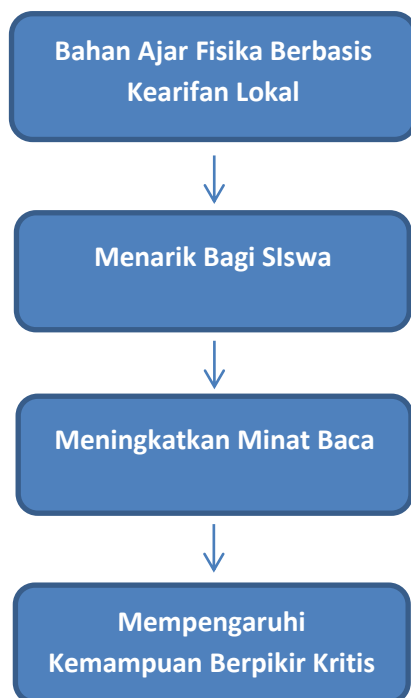 Bahan Ajar Fisika Berbasis
Kearifan Lokal
Menarik Bagi SIswa
Meningkatkan Minat Baca
Mempengaruhi
Kemampuan Berpikir Kritis